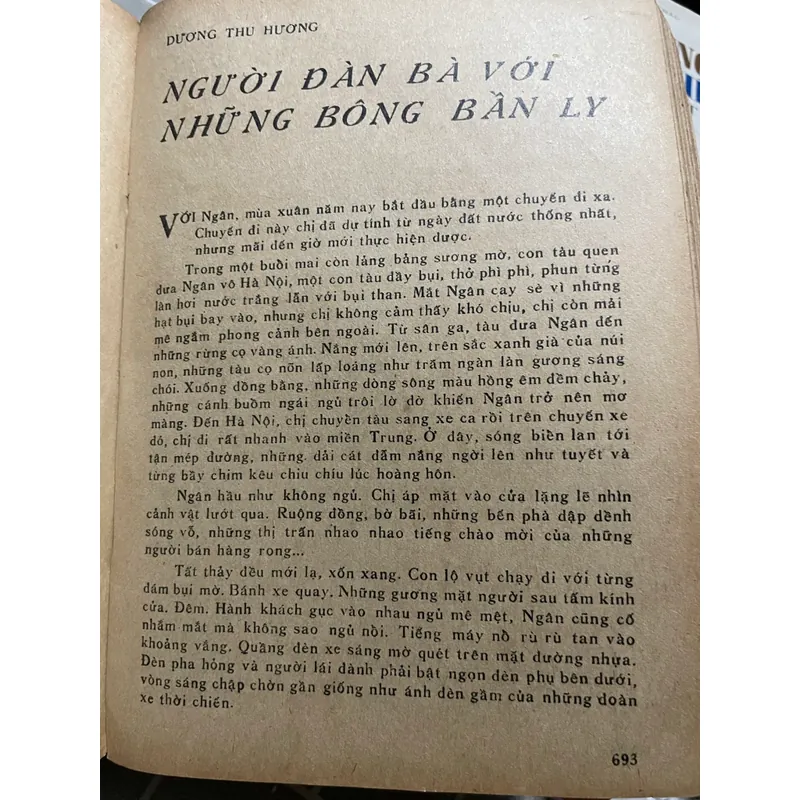 DƯƠNG THU HƯƠNG
NGƯỜI ĐÀN BÀ VỚI
NHỮNG BÔNG BẦN LY
VỚI Ngân, mùa xuân năm nay bắt đầu bằng một chuyến đi xa.
Chuyến đi này chị đã dự tính từ ngày đất nước thống nhất,
nhưng mãi đến giờ mới thực hiện được.
Trong một buổi mai còn lảng bảng sương mờ, con tàu quen
đưa Ngân vô Hà Nội, một con tàu đầy bụi, thở phì phì, phun từng
làn hơi nước trắng lẫn với bụi than. Mắt Ngân cay sè vì những
hạt bụi bay vào, nhưng chị không cảm thấy khó chịu, chị còn mải
mê ngắm phong cảnh bên ngoài. Từ sân ga, tàu đưa Ngân đến
những rừng cọ vàng ánh. Nắng mới lên, trên sắc xanh già của núi
non, những tàu cọ nõn lấp loáng như trăm ngàn làn gương sáng
chói. Xuống đồng bằng, những dòng sông màu hồng êm đềm chảy,
những cánh buồm ngái ngủ trôi lờ đờ khiến Ngân trở nên mơ
màng. Đến Hà Nội, chị chuyển tàu sang xe ca rồi trên chuyến xe
đỏ, chị đi rất nhanh vào miền Trung. Ở đây, sóng biển lan tới
tận mép đường, những dải cát đẫm nắng ngời lên như tuyết và
từng bầy chim kêu chiu chíu lúc hoàng hôn.
Ngân hầu như không ngủ. Chị áp mặt vào cửa lặng lẽ nhìn
cảnh vật lướt qua. Ruộng đồng, bờ bãi, những bến phà dập dềnh
sóng vỗ, những thị trấn nhao nhao tiếng chào mời của những
người bán hàng rong...
Tất thảy đều mới lạ, xốn xang. Con lộ vụt chạy đi với từng
đám bụi mờ. Bánh xe quay. Những gương mặt người sau tấm kính
cửa. Đêm. Hành khách gục vào nhau ngủ mê mệt, Ngân cũng cố
nhắm mắt mà không sao ngủ nổi. Tiếng máy nổ rù rù tan vào
khoảng vắng. Quầng đèn xe sáng mờ quét trên mặt đường nhựa.
Đèn pha hỏng và người lái đành phải bật ngọn đèn phụ bên dưới,
vòng sáng chập chờn gần giống như ánh đèn gầm của những đoàn
xe thời chiến.
693